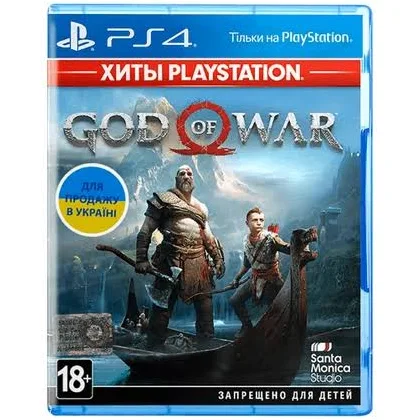 PS4
Тільки на PlayStation®
ХИТЫ PLAYSTATION®
GOD OF WAR
ДЛЯ
ПРОДАЖУ
В УКРАЇНІ
Santa
Monica
Studio
18+
ЗАПРЕЩЕНО ДЛЯ ДЕТЕЙ